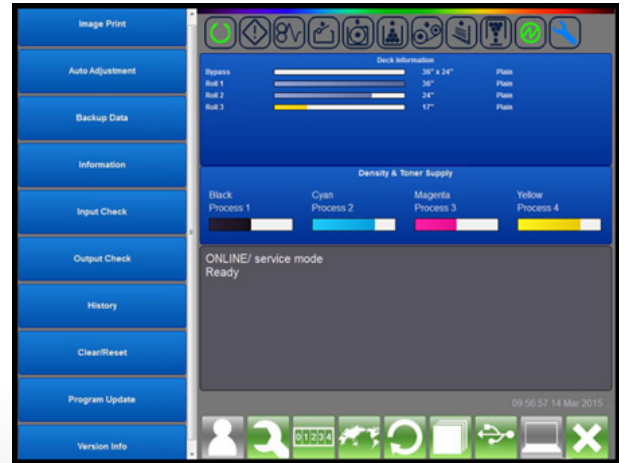 Image Print
Auto Adjustment
Backup Data
Information
Input Check
Output Check
History
Clear/Reset
Program Update
Version Info
Deck Information
Bypass 36" x 24" Plain
Roll 1 36" Plain
Roll 2 24" Plain
Roll 3 17" Plain
Density & Toner Supply
Black Cyan Magenta Yellow
Process 1 Process 2 Process 3 Process 4
ONLINE/ service mode
Ready
09:56:57 14 Mar 2015
01234